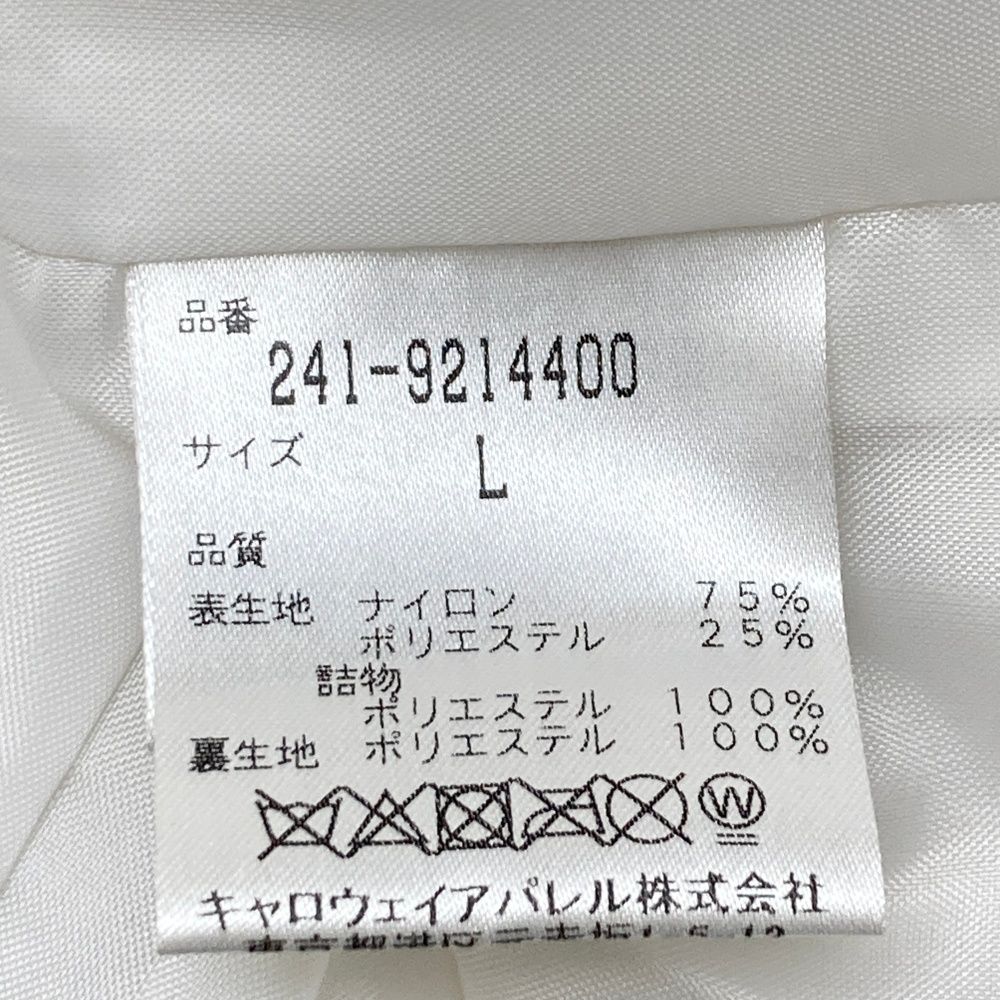 品番
241-9214400
サイズ L
品質
表生地 ナイロン 75%
ポリエステル 25%
詰物
ポリエステル 100%
裏生地 ポリエステル 100%
W
キャロウェイアパレル株式会社